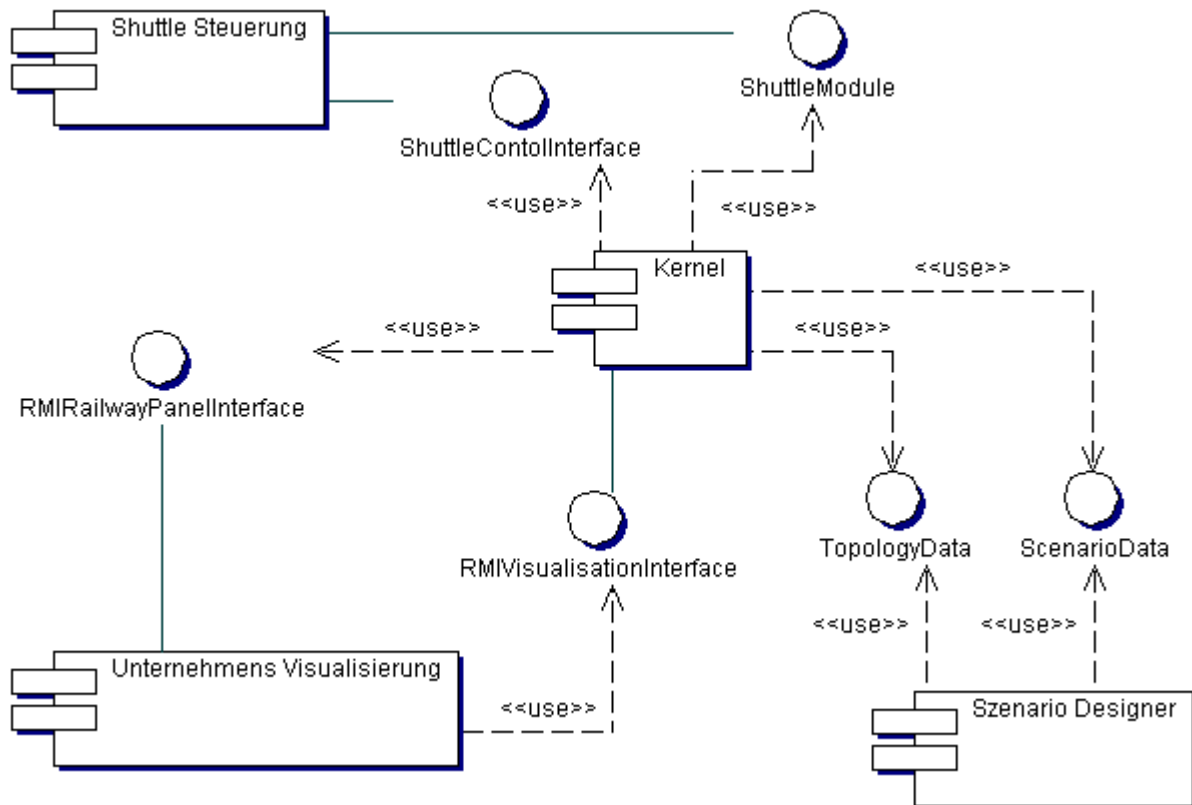 Shuttle Steuerung
ShuttleModule
ShuttleContolInterface
<<use>>
<<use>>
Kernel
<<use>>
<<use>>
<<use>>
RMIRailwayPanelInterface
TopologyData
ScenarioData
RMIVisualisationInterface
<<use>>
<<use>>
Unternehmens Visualisierung
<<use>>
Szenario Designer